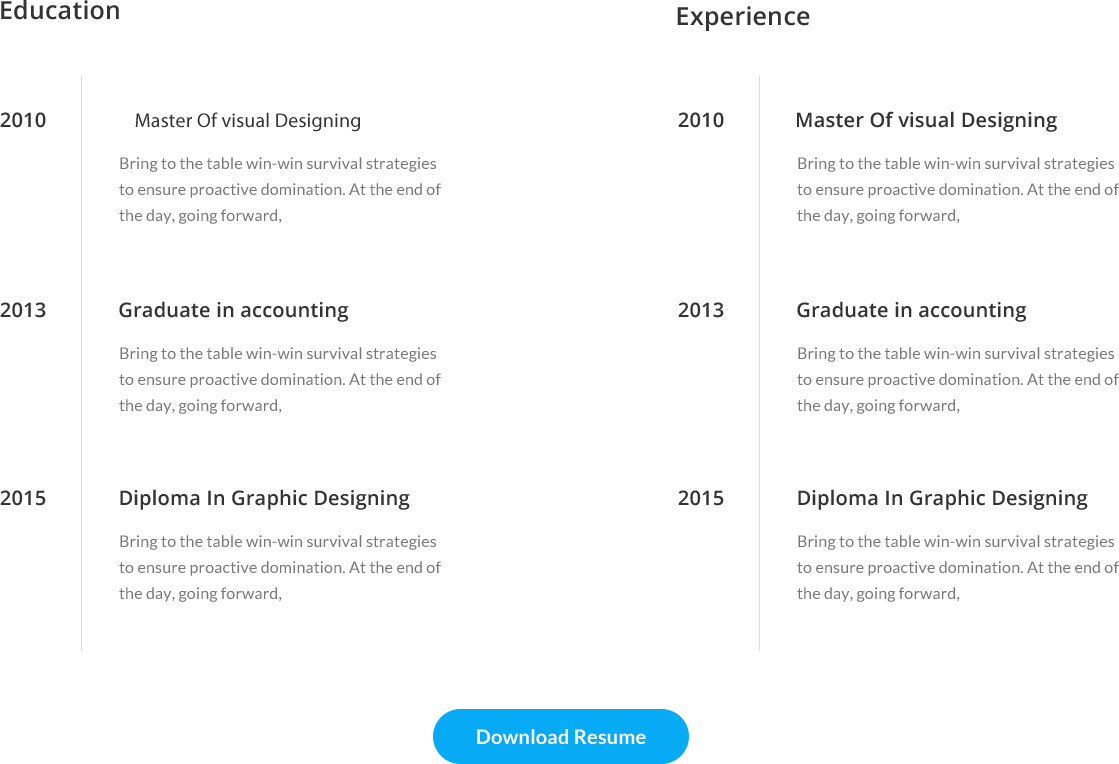 Education
2010
Master Of visual Designing
Bring to the table win-win survival strategies
to ensure proactive domination. At the end of
the day, going forward,
2013
Graduate in accounting
Bring to the table win-win survival strategies
to ensure proactive domination. At the end of
the day, going forward,
2015
Diploma In Graphic Designing
Bring to the table win-win survival strategies
to ensure proactive domination. At the end of
the day, going forward,
Experience
2010
Master Of visual Designing
Bring to the table win-win survival strategies
to ensure proactive domination. At the end of
the day, going forward,
2013
Graduate in accounting
Bring to the table win-win survival strategies
to ensure proactive domination. At the end of
the day, going forward,
2015
Diploma In Graphic Designing
Bring to the table win-win survival strategies
to ensure proactive domination. At the end of
the day, going forward,
Download Resume